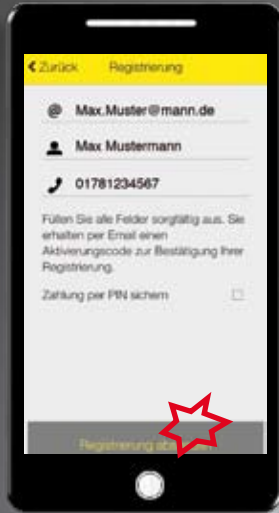 Zurück Registrierung
@ Max.Muster@mann.de
Max Mustermann
01781234567
Füllen Sie alle Felder sorgfältig aus. Sie
erhalten per Email einen
Aktivierungscode zur Bestätigung Ihrer
Registrierung.
Zahlung per PIN sichern
Registrierung